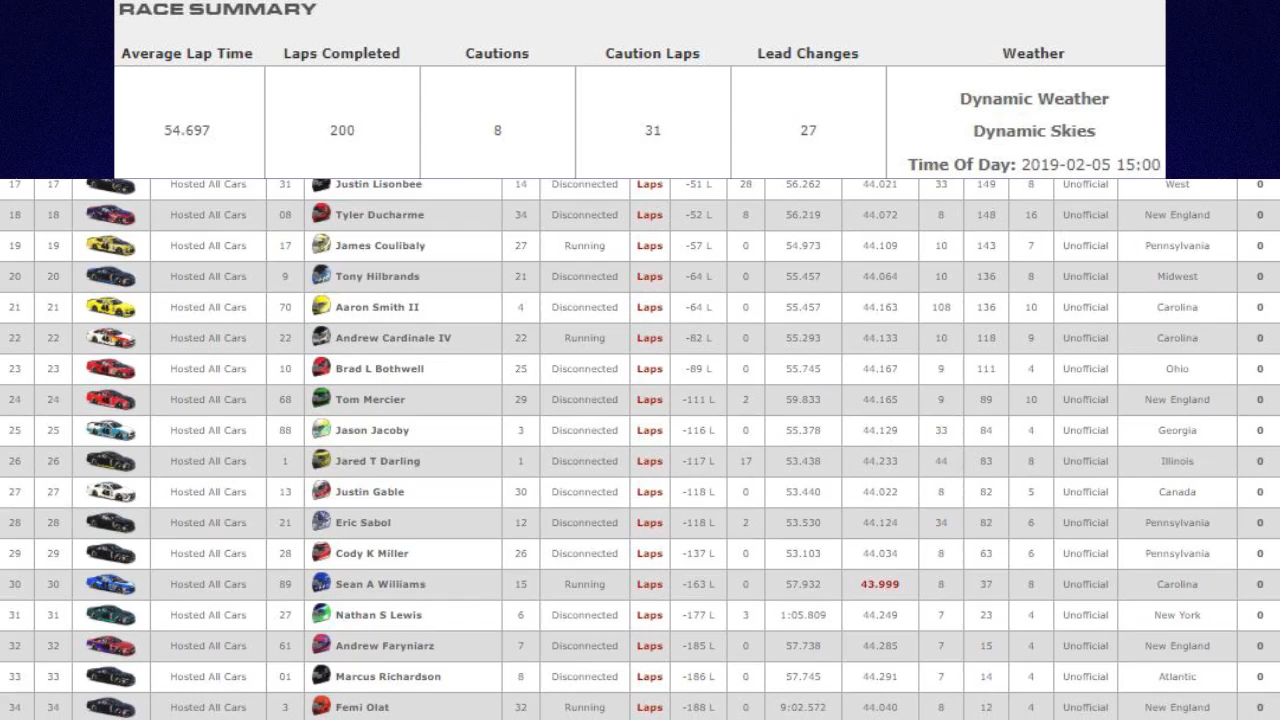 RACE SUMMARY
Average Lap Time Laps Completed Cautions Caution Laps Lead Changes Weather
Dynamic Weather
54.697 200 8 31 27 Dynamic Skies
Time Of Day: 2019-02-05 15:00
17 17 Hosted All Cars 31 Justin Lisonbee 14 Disconnected Laps -51 L 28 56.262 44.021 33 149 8 Unofficial West 0
18 18 Hosted All Cars 08 Tyler Ducharme 34 Disconnected Laps -52 L 8 56.219 44.072 8 148 16 Unofficial New England 0
19 19 Hosted All Cars 17 James Coulibaly 27 Running Laps -57 L 0 54.973 44.109 10 143 7 Unofficial Pennsylvania 0
20 20 Hosted All Cars 9 Tony Hilbrands 21 Disconnected Laps -64 L 0 55.457 44.064 10 136 8 Unofficial Midwest 0
21 21 Hosted All Cars 70 Aaron Smith II 4 Disconnected Laps -64 L 0 55.457 44.163 108 136 10 Unofficial Carolina 0
22 22 Hosted All Cars 22 Andrew Cardinale IV 22 Running Laps -82 L 0 55.293 44.133 10 118 9 Unofficial Carolina 0
23 23 Hosted All Cars 10 Brad L Bothwell 25 Disconnected Laps -89 L 0 55.745 44.167 9 111 4 Unofficial Ohio 0
24 24 Hosted All Cars 68 Tom Mercier 29 Disconnected Laps -111 L 2 59.833 44.165 9 89 10 Unofficial New England 0
25 25 Hosted All Cars 88 Jason Jacoby 3 Disconnected Laps -116 L 0 53.878 44.129 33 84 4 Unofficial Georgia 0
26 26 Hosted All Cars 1 Jared T Darling 1 Disconnected Laps -117 L 17 53.438 44.233 44 83 8 Unofficial Illinois 0
27 27 Hosted All Cars 13 Justin Gable 30 Disconnected Laps -118 L 0 53.440 44.022 8 82 5 Unofficial Canada 0
28 28 Hosted All Cars 21 Eric Sabol 12 Disconnected Laps -118 L 2 53.530 44.124 34 82 6 Unofficial Pennsylvania 0
29 29 Hosted All Cars 28 Cody K Miller 26 Disconnected Laps -137 L 0 53.103 44.034 8 63 6 Unofficial Pennsylvania 0
30 30 Hosted All Cars 89 Sean A Williams 15 Running Laps -163 L 0 57.932 43.999 8 37 8 Unofficial Carolina 0
31 31 Hosted All Cars 27 Nathan S Lewis 6 Disconnected Laps -177 L 3 1:05.809 44.249 7 23 4 Unofficial New York 0
32 32 Hosted All Cars 61 Andrew Faryniarz 7 Disconnected Laps -185 L 0 57.738 44.285 7 15 4 Unofficial New England 0
33 33 Hosted All Cars 01 Marcus Richardson 8 Disconnected Laps -186 L 0 57.745 44.291 7 14 4 Unofficial Atlantic 0
34 34 Hosted All Cars 3 Femi Olat 32 Running Laps -188 L 0 9:02.572 44.040 8 12 4 Unofficial New England 0